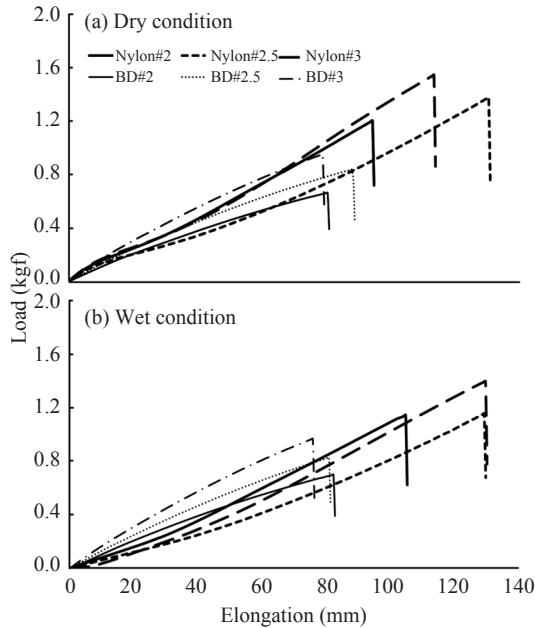 (a) Dry condition
Nylon#2 Nylon#2.5 Nylon#3
BD#2 BD#2.5 BD#3
2.0
1.6
1.2
0.8
0.4
0.0
Load (kgf)
(b) Wet condition
2.0
1.6
1.2
0.8
0.4
0.0
0 20 40 60 80 100 120 140
Elongation (mm)